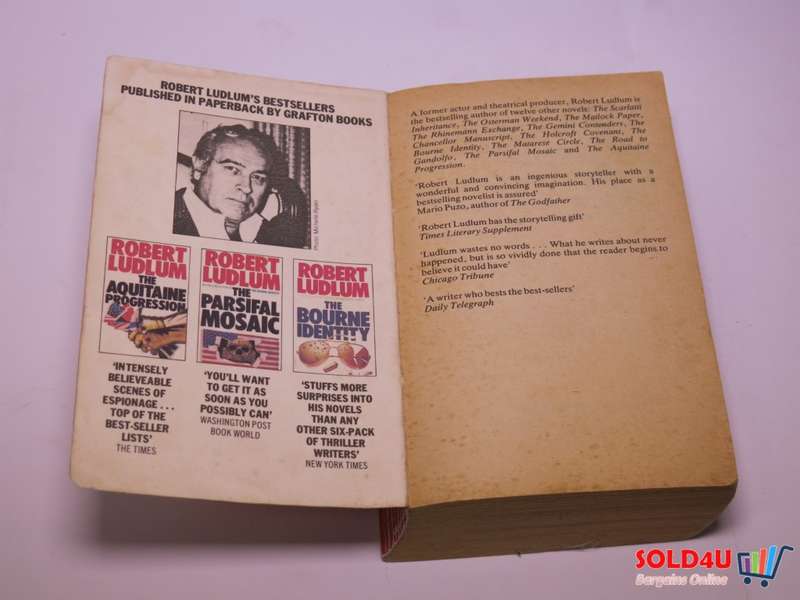 ROBERT LUDLUM'S BESTSELLERS
PUBLISHED IN PAPERBACK BY GRAFTON BOOKS
Photo: Michele Ryan
ROBERT
LUDLUM
THE
AQUITAINE
PROGRESSION
'INTENSELY
BELIEVEABLE
SCENES OF
ESPIONAGE...
TOP OF THE
BEST-SELLER
LISTS'
THE TIMES
ROBERT
LUDLUM
THE
PARSIFAL
MOSAIC
'YOU'LL WANT
TO GET IT AS
SOON AS YOU
POSSIBLY CAN'
WASHINGTON POST
BOOK WORLD
ROBERT
LUDLUM
THE
BOURNE
IDENTITY
'STUFFS MORE
SURPRISES INTO
HIS NOVELS
THAN ANY
OTHER SIX-PACK
OF THRILLER
WRITERS'
NEW YORK TIMES
A former actor and theatrical producer, Robert Ludlum is
the bestselling author of twelve other novels: The Scarlatti
Inheritance, The Osterman Weekend, The Matlock Paper,
The Rhinemann Exchange, The Gemini Contenders, The
Chancellor Manuscript, The Holcroft Covenant, The
Bourne Identity, The Matarese Circle, The Road to
Gandolfo, The Parsifal Mosaic and The Aquitaine
Progression.
'Robert Ludlum is an ingenious storyteller with a
wonderful and convincing imagination. His place as a
bestselling novelist is assured'
Mario Puzo, author of The Godfather
'Robert Ludlum has the storytelling gift'
Times Literary Supplement
'Ludlum wastes no words . . . What he writes about never
happened, but is so vividly done that the reader begins to
believe it could have'
Chicago Tribune
'A writer who bests the best-sellers'
Daily Telegraph
SOLD4U
Bargains Online